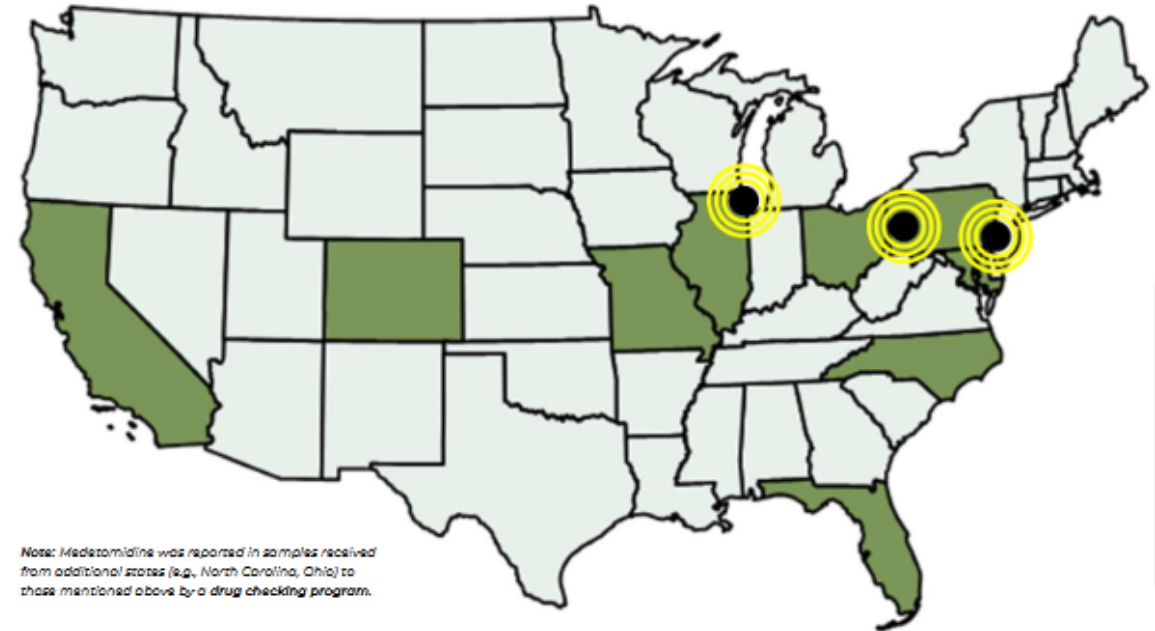 Note: Medetomidine was reported in samples received
from additional states (e.g., North Carolina, Ohio) to
those mentioned above by a drug checking program.